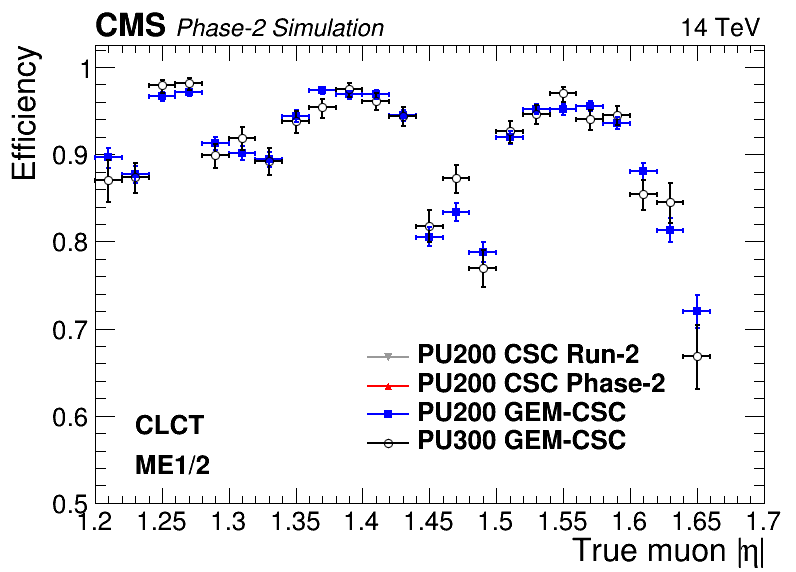 CMS Phase-2 Simulation 14 TeV
Efficiency
1
0.9
0.8
0.7
0.6
0.5
PU200 CSC Run-2
PU200 CSC Phase-2
PU200 GEM-CSC
PU300 GEM-CSC
CLCT
ME1/2
1.2 1.25 1.3 1.35 1.4 1.45 1.5 1.55 1.6 1.65 1.7
True muon |η|